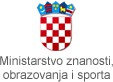 Ministarstvo znanosti,
obrazovanja i sporta